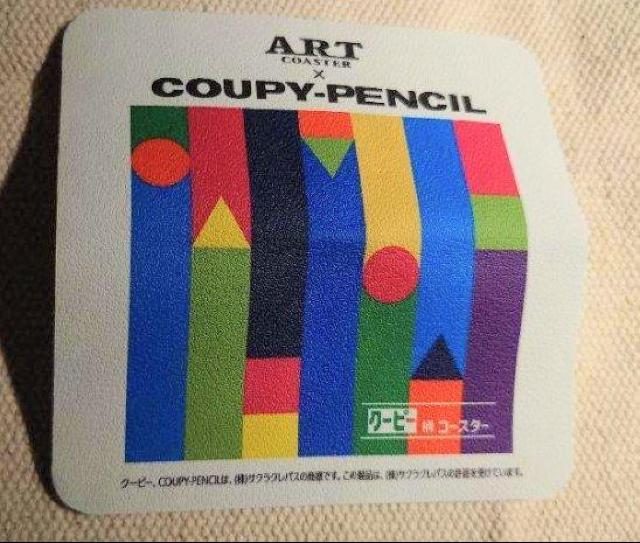 ART
COASTER
×
COUPY-PENCIL
クーピー 柄 コースター
クーピー、COUPY-PENCILは、(株)サクラクレパスの商標です。この製品は、(株)サクラクレパスの許諾を受けています。